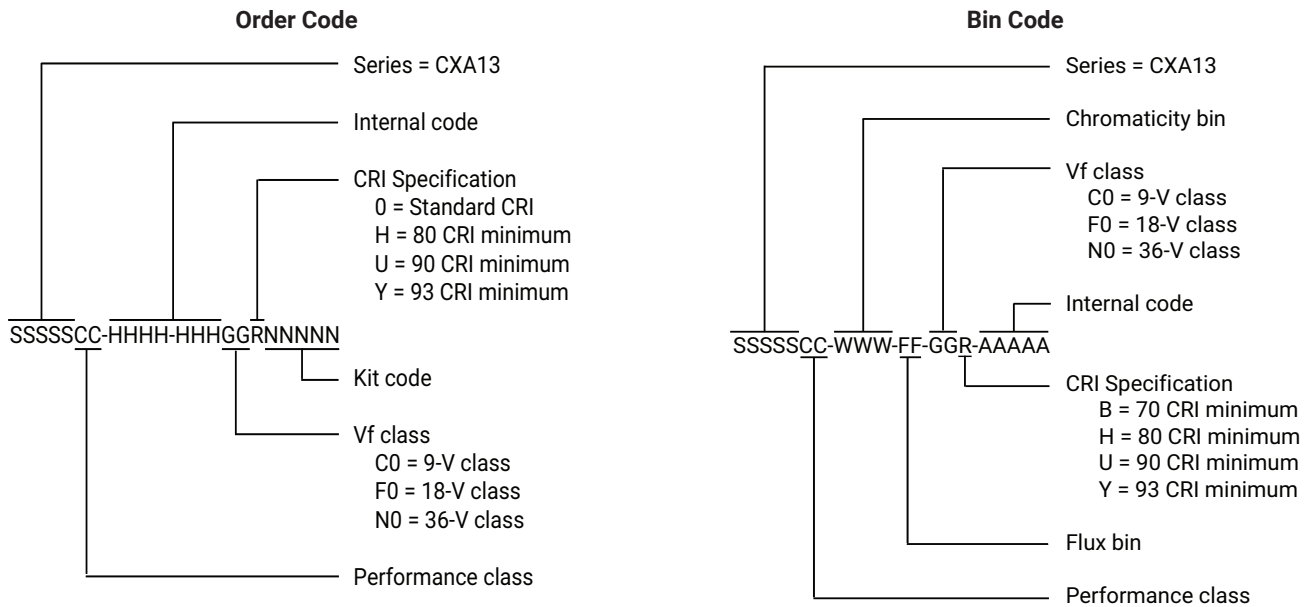 Order Code
Series = CXA13
Internal code
CRI Specification
0 = Standard CRI
H = 80 CRI minimum
U = 90 CRI minimum
Y = 93 CRI minimum
SSSSSCC-HHHH-HHHGGRNNNNN
Kit code
Vf class
C0 = 9-V class
F0 = 18-V class
N0 = 36-V class
Performance class
Bin Code
Series = CXA13
Chromaticity bin
Vf class
C0 = 9-V class
F0 = 18-V class
N0 = 36-V class
Internal code
SSSSSCC-WWW-FF-GGR-AAAAA
CRI Specification
B = 70 CRI minimum
H = 80 CRI minimum
U = 90 CRI minimum
Y = 93 CRI minimum
Flux bin
Performance class